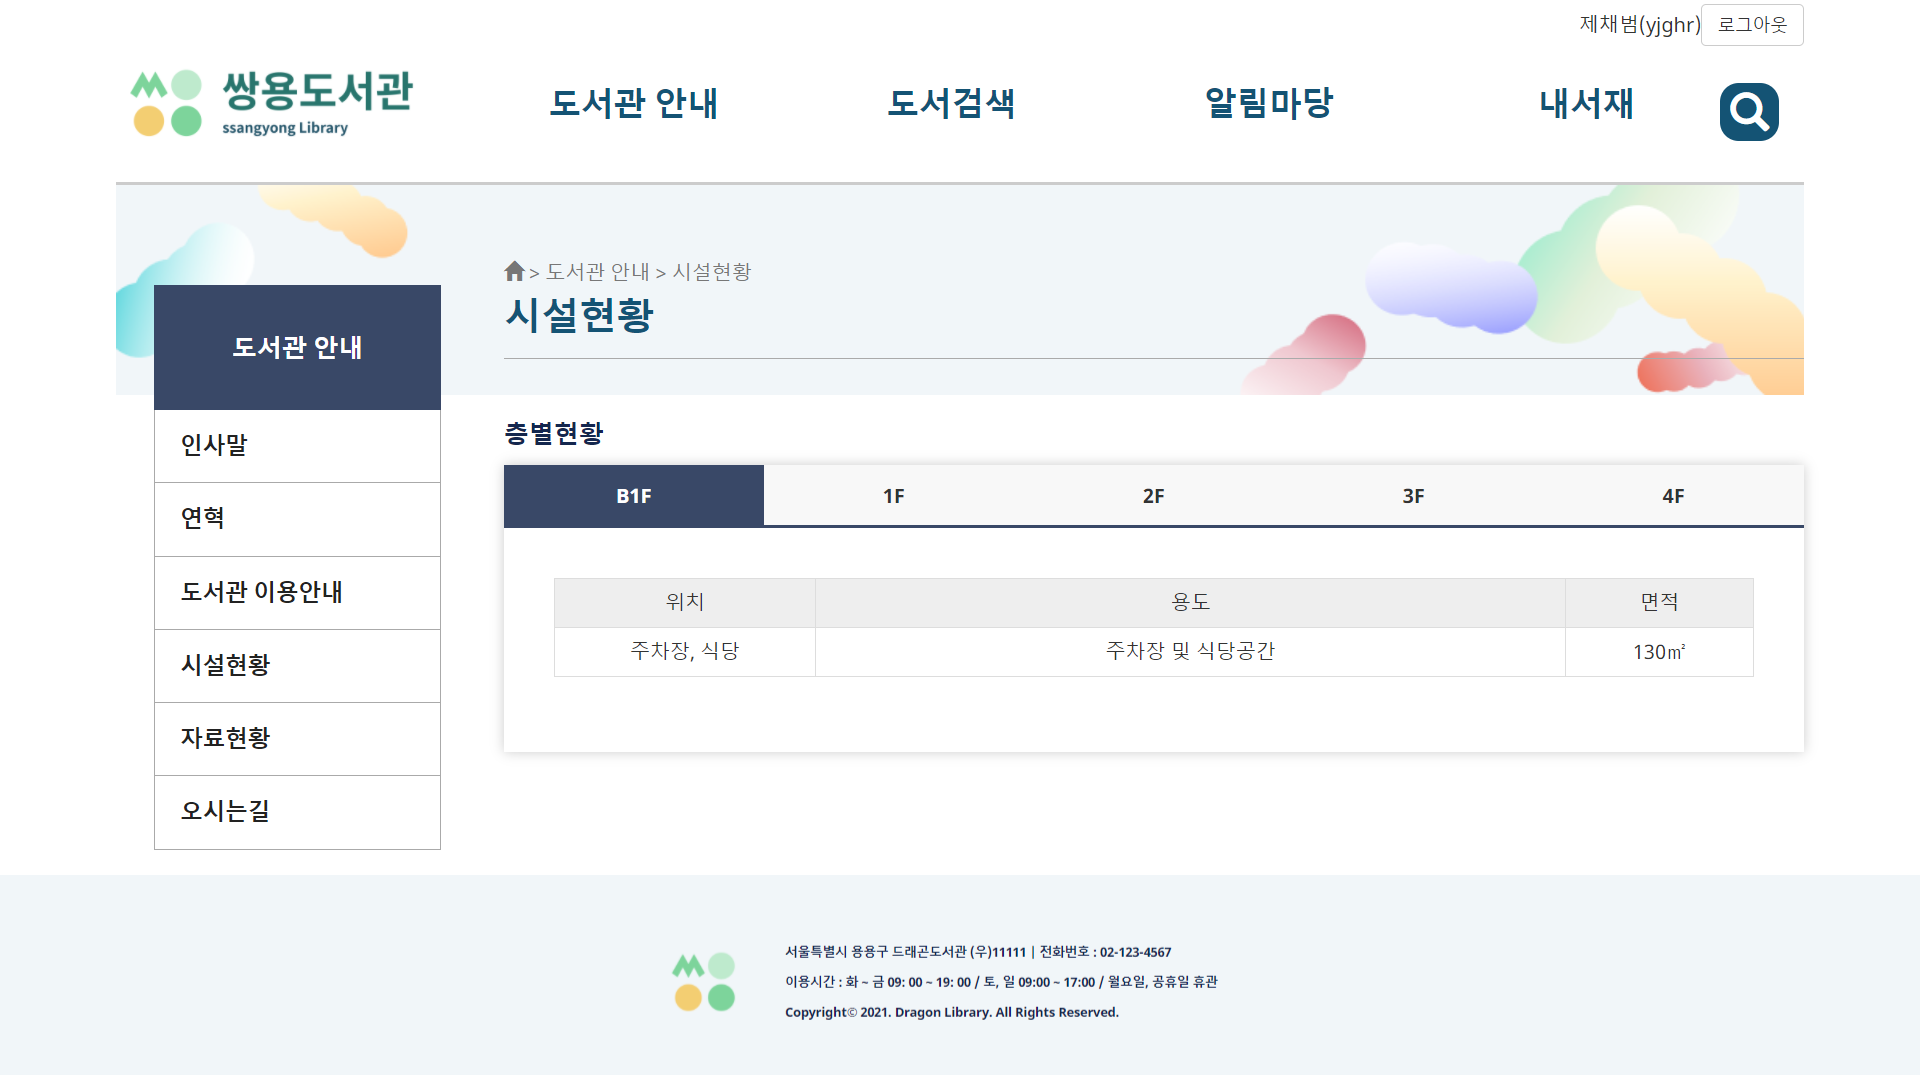 제채범(yjghr) 로그아웃
쌍용도서관
ssangyong Library
도서관 안내 도서검색 알림마당 내서재
> 도서관 안내 > 시설현황
시설현황
도서관 안내
인사말
연혁
도서관 이용안내
시설현황
자료현황
오시는길
층별현황
B1F 1F 2F 3F 4F
위치 용도 면적
주차장, 식당 주차장 및 식당공간 130㎡
서울특별시 용용구 드래곤도서관 (우)11111 | 전화번호 : 02-123-4567
이용시간 : 화 ~ 금 09: 00 ~ 19: 00 / 토, 일 09:00 ~ 17:00 / 월요일, 공휴일 휴관
Copyright© 2021. Dragon Library. All Rights Reserved.